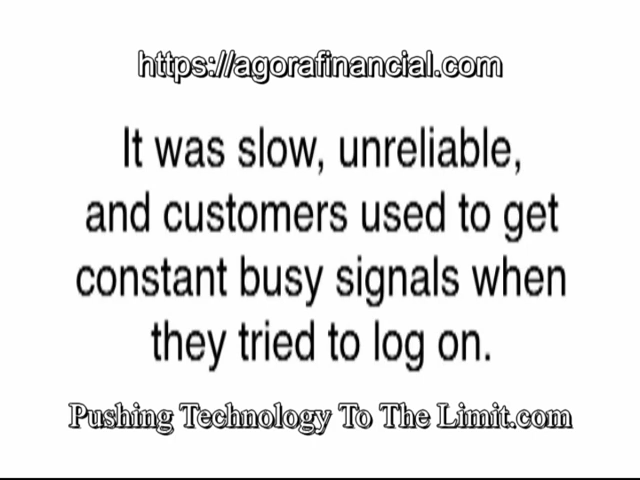 https://agorafinancial.com
It was slow, unreliable,
and customers used to get
constant busy signals when
they tried to log on.
Pushing Technology To The Limit.com